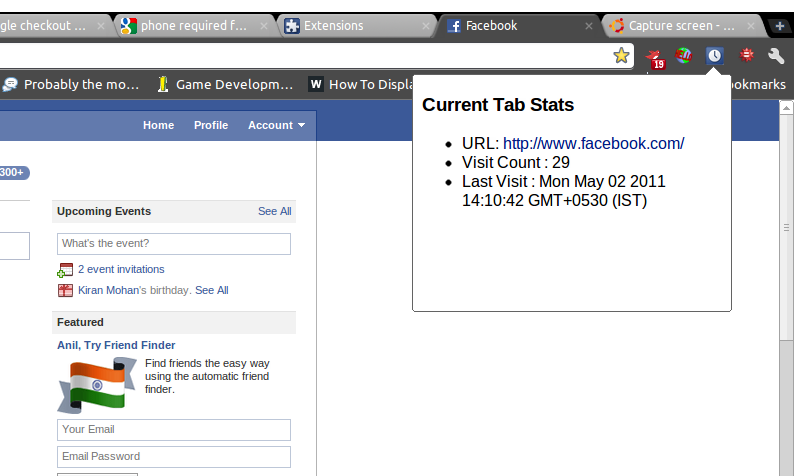 gle checkout ...
phone required f...
Extensions
Facebook
Capture screen - ...
19
Probably the mo...
Game Developm...
W How To Displa
ookmarks
Current Tab Stats
URL: http://www.facebook.com/
Visit Count : 29
Last Visit : Mon May 02 2011
14:10:42 GMT+0530 (IST)
Home Profile Account
300+
Upcoming Events See All
What's the event?
2 event invitations
Kiran Mohan's birthday. See All
Featured
Anil, Try Friend Finder
Find friends the easy way
using the automatic friend
finder.
Your Email
Email Password